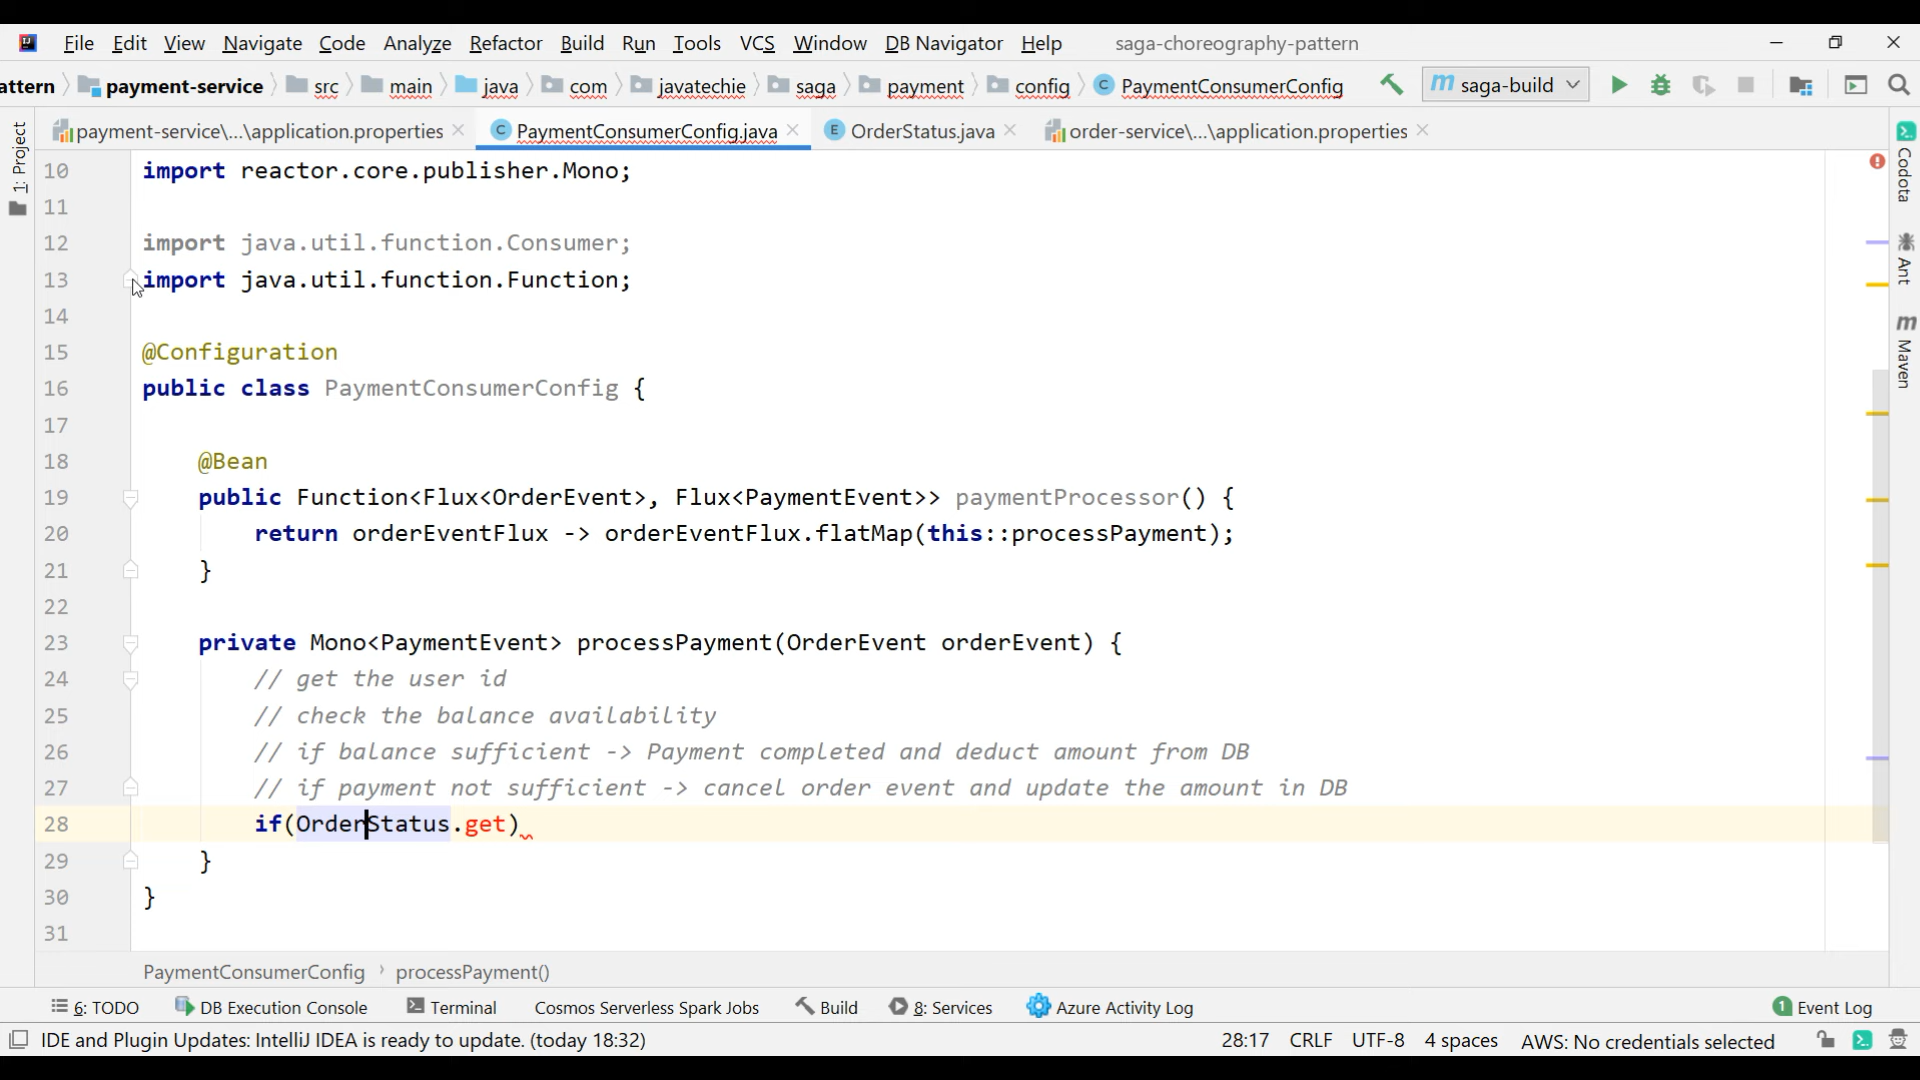 File Edit View Navigate Code Analyze Refactor Build Run Tools VCS Window DB Navigator Help saga-choreography-pattern
attern payment-service src main java com javatechie saga payment config PaymentConsumerConfig saga-build
payment-service\...\application.properties PaymentConsumerConfig.java OrderStatus.java order-service\...\application.properties
1: Project
Codota
Ant
Maven
10 import reactor.core.publisher.Mono;
11
12 import java.util.function.Consumer;
13 import java.util.function.Function;
14
15 @Configuration
16 public class PaymentConsumerConfig {
17
18 @Bean
19 public Function<Flux<OrderEvent>, Flux<PaymentEvent>> paymentProcessor() {
20 return orderEventFlux -> orderEventFlux.flatMap(this::processPayment);
21 }
22
23 private Mono<PaymentEvent> processPayment(OrderEvent orderEvent) {
24 // get the user id
25 // check the balance availability
26 // if balance sufficient -> Payment completed and deduct amount from DB
27 // if payment not sufficient -> cancel order event and update the amount in DB
28 if(OrderStatus.get)
29 }
30 }
31
PaymentConsumerConfig › processPayment()
6: TODO DB Execution Console Terminal Cosmos Serverless Spark Jobs Build 8: Services Azure Activity Log 1 Event Log
IDE and Plugin Updates: IntelliJ IDEA is ready to update. (today 18:32) 28:17 CRLF UTF-8 4 spaces AWS: No credentials selected